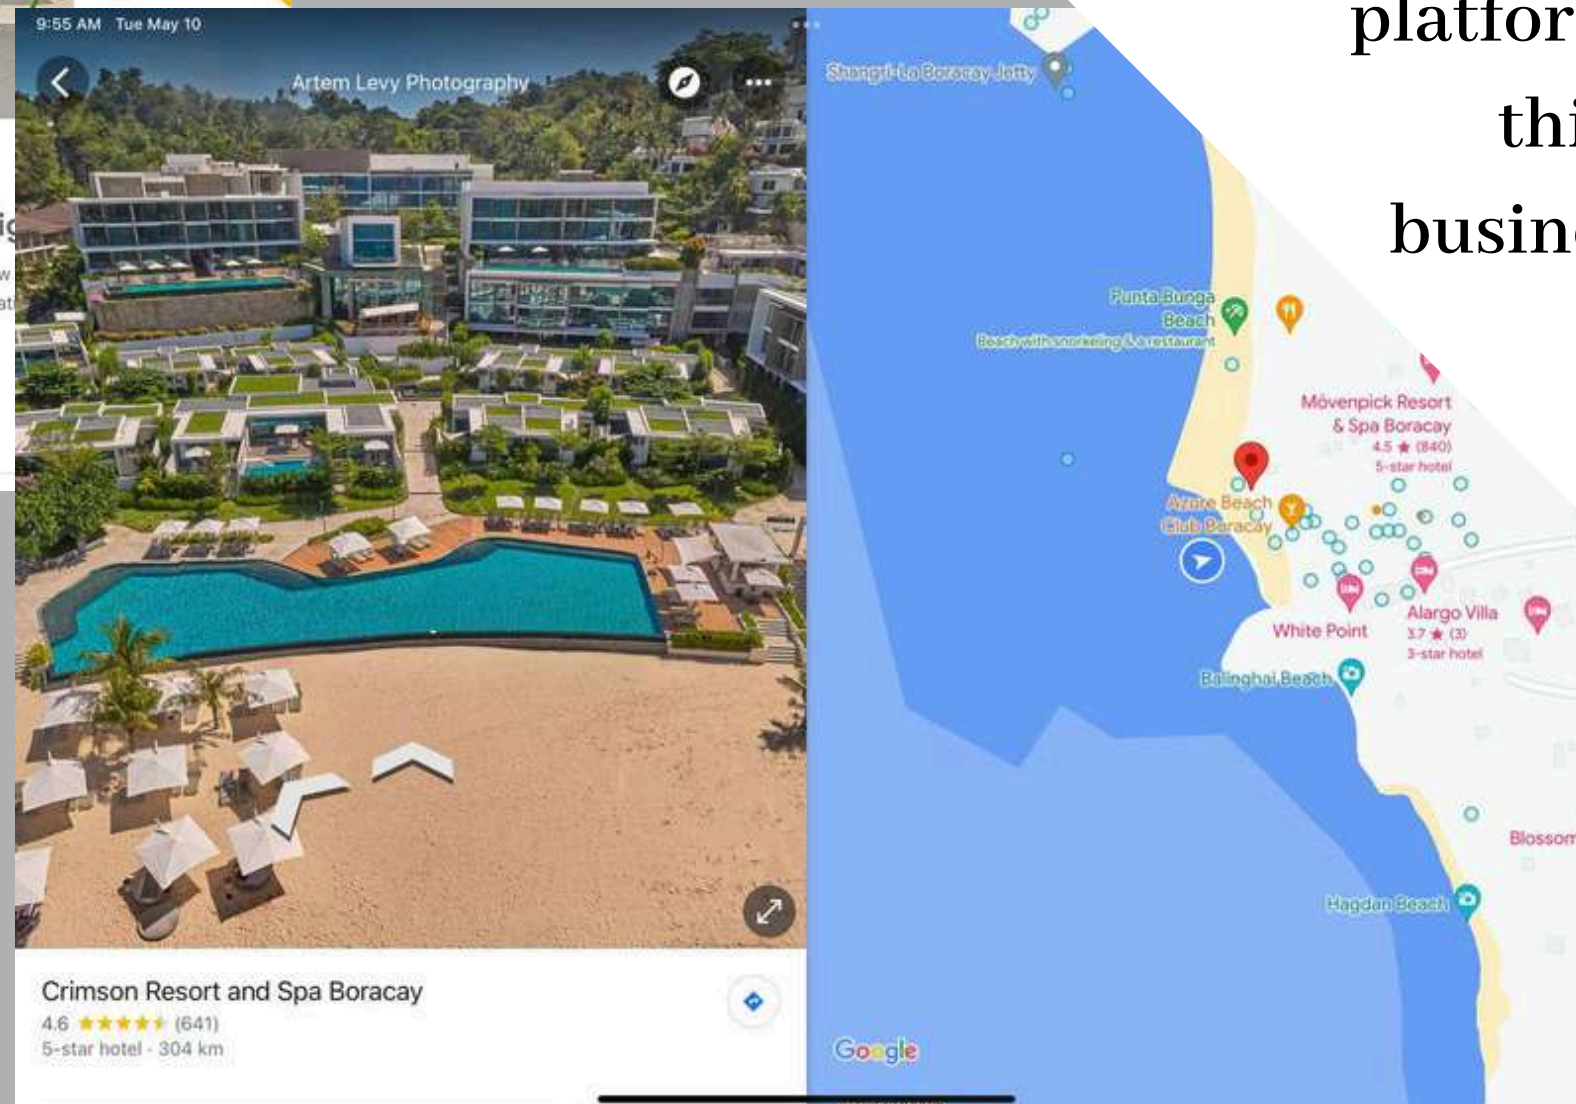 9:55 AM Tue May 10
Artem Levy Photography
Crimson Resort and Spa Boracay
4.6
(641)
5-star hotel · 304 km
Shangri-La Boracay Jetty
Punta Bunga
Beach
Beach with snorkeling & a restaurant
Mövenpick Resort
& Spa Boracay
4.5 ★ (840)
5-star hotel
Azure Beach
Club Boracay
White Point
Alargo Villa
3.7 ★ (3)
3-star hotel
Balinghai Beach
Blossom
Hagdan Beach
Google
platfor
thi
busin